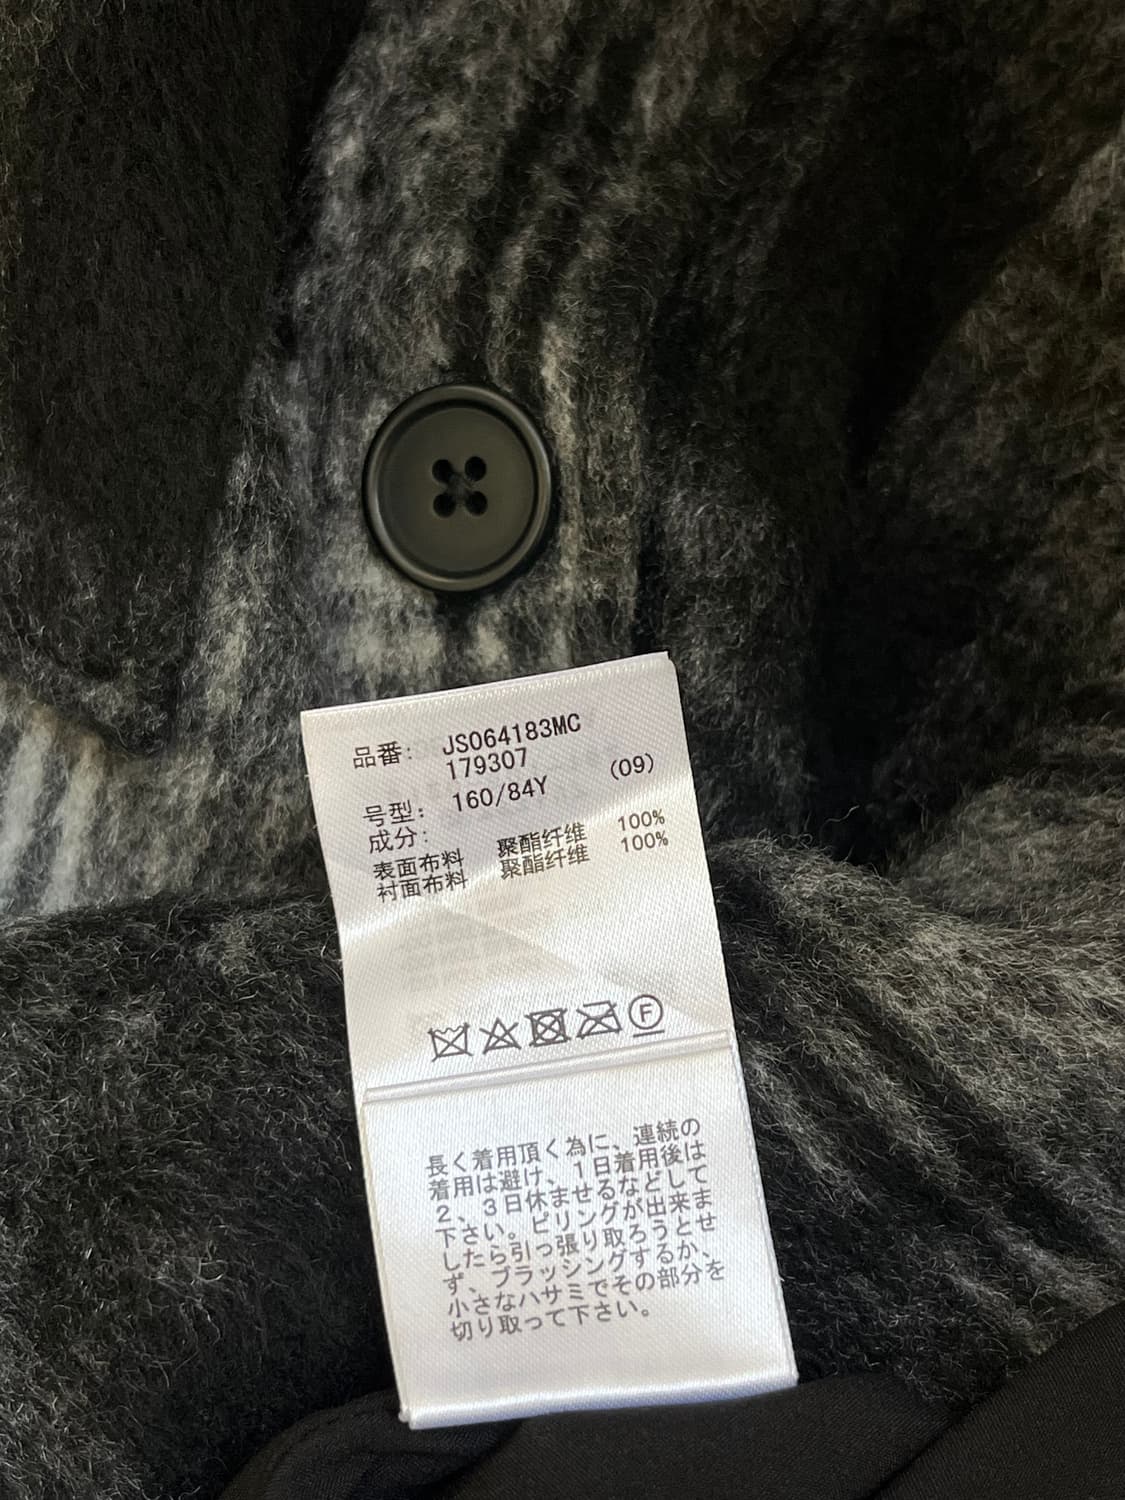 品番: JS064183MC
179307 (09)
号型: 160/84Y
成分:
表面布料 聚酯纤维 100%
衬面布料 聚酯纤维 100%
F
長く着用頂く為に、連続の
着用は避け、1日着用後は
2、3日休ませるなどして
下さい。ピリングが出来ま
したら引っ張り取ろうとせ
ず、ブラッシングするか、
小さなハサミでその部分を
切り取って下さい。